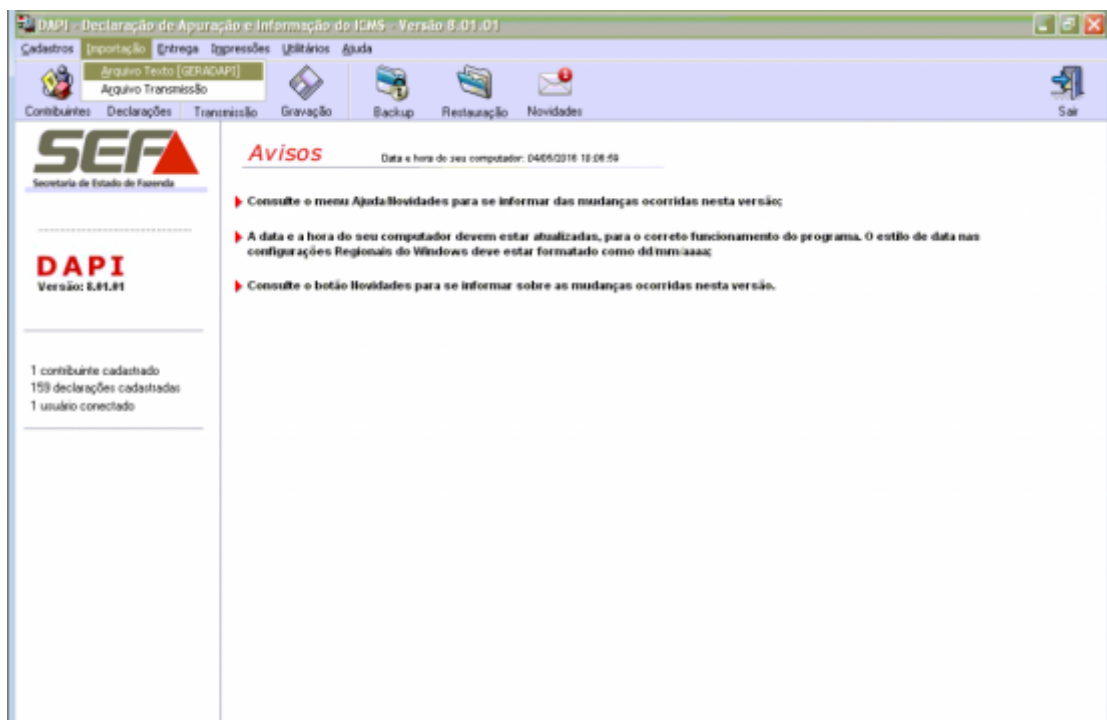 DAPI - Declaração de Apuração e Informação do ICMS - Versão 8.01.01
Cadastros Importação Entrega Impressões Utilitários Ajuda
Arquivo Texto [GERADAPI]
Arquivo Transmissão
Contribuintes Declarações Transmissão Gravação Backup Restauração Novidades Sair
SEF
Secretaria de Estado de Fazenda
Avisos
Data e hora do seu computador: 04/05/2016 10:06:59
Consulte o menu Ajuda/Novidades para se informar das mudanças ocorridas nesta versão;
A data e a hora do seu computador devem estar atualizadas, para o correto funcionamento do programa. O estilo de data nas
configurações Regionais do Windows deve estar formatado como dd/mm/aaaa;
Consulte o botão Novidades para se informar sobre as mudanças ocorridas nesta versão.
DAPI
Versão: 8.01.01
1 contribuinte cadastrado
159 declarações cadastradas
1 usuário conectado